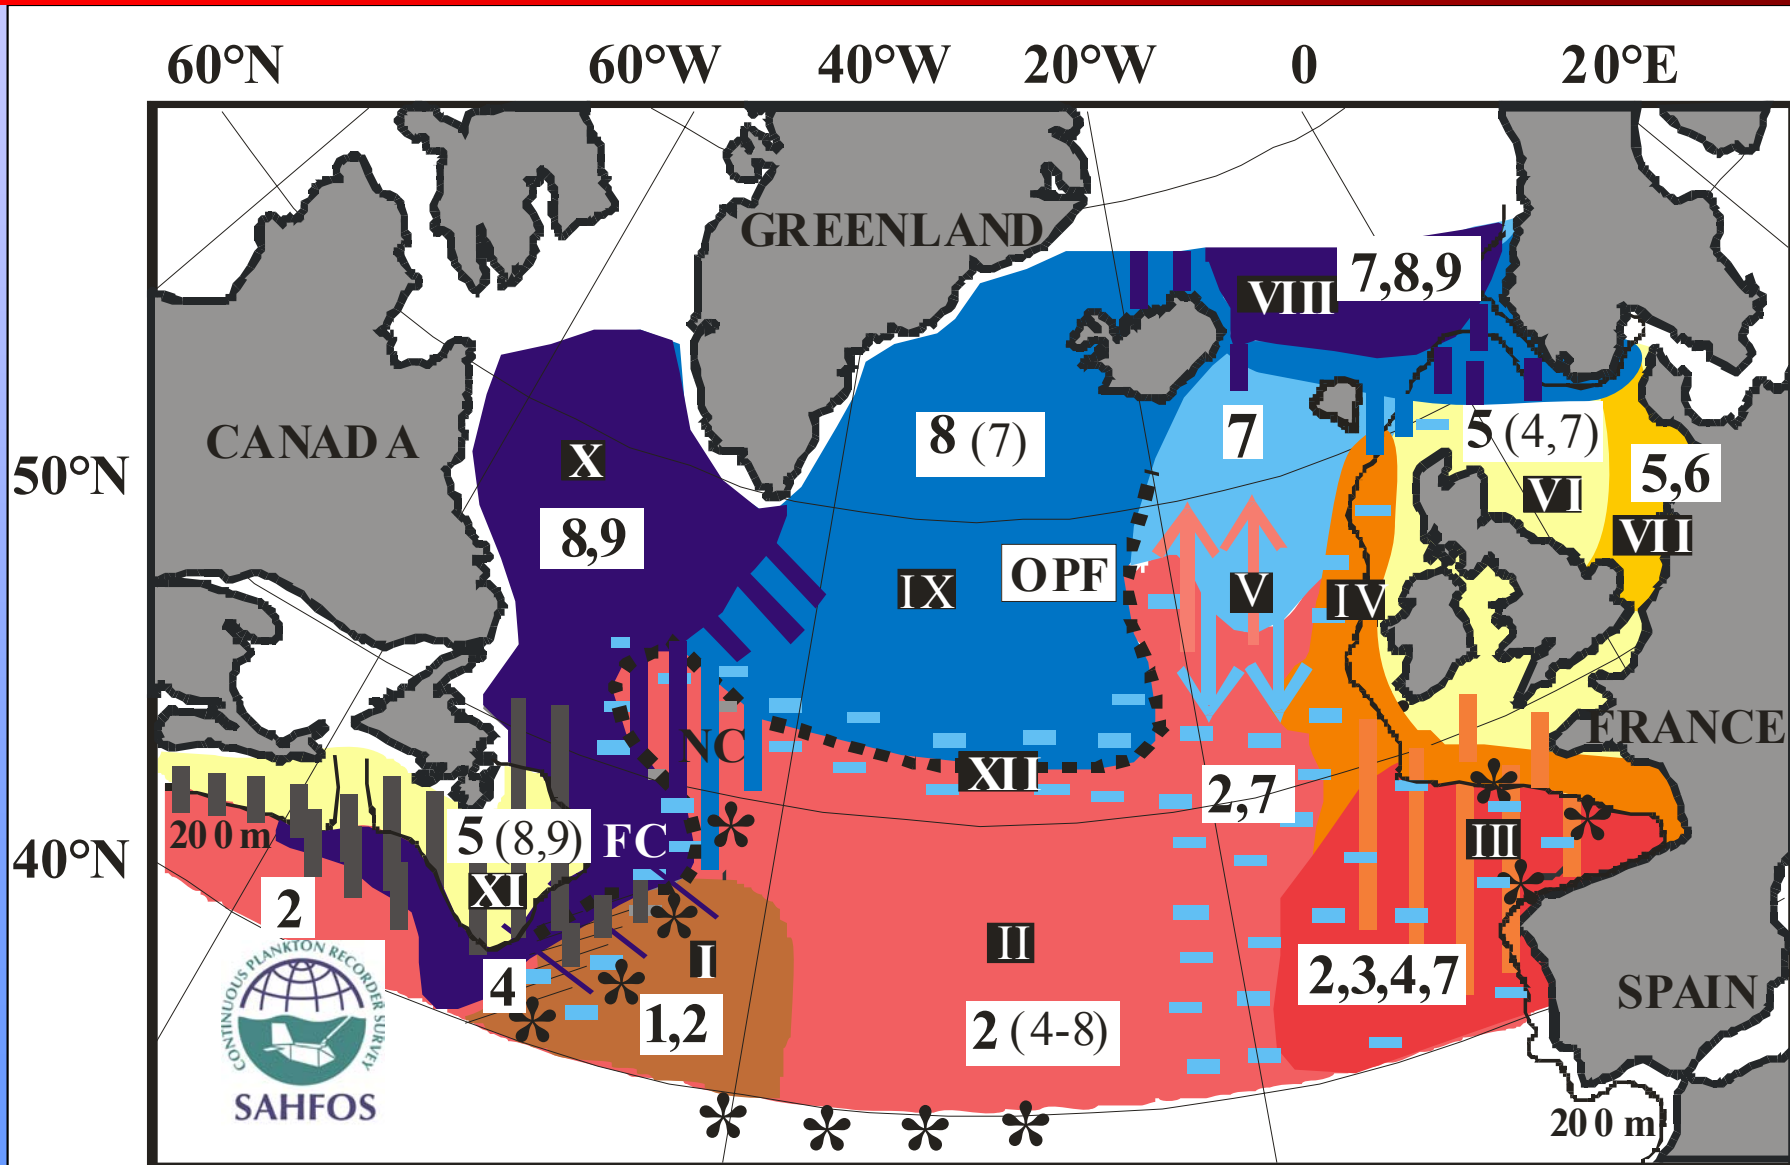 60°N 60°W 40°W 20°W 0 20°E
GREENLAND
VIII 7,8,9
CANADA
8 (7)
7
5 (4,7)
50°N
X
5,6
VI
8,9
VII
OPF
IX
V
IV
NC
FRANCE
XII
2,7
200 m
5 (8,9)
FC
III
40°N
XI
2
II
I
4
2,3,4,7
SPAIN
1,2
2 (4-8)
CONTINUOUS PLANKTON RECORDER SURVEY
SAHFOS
200 m